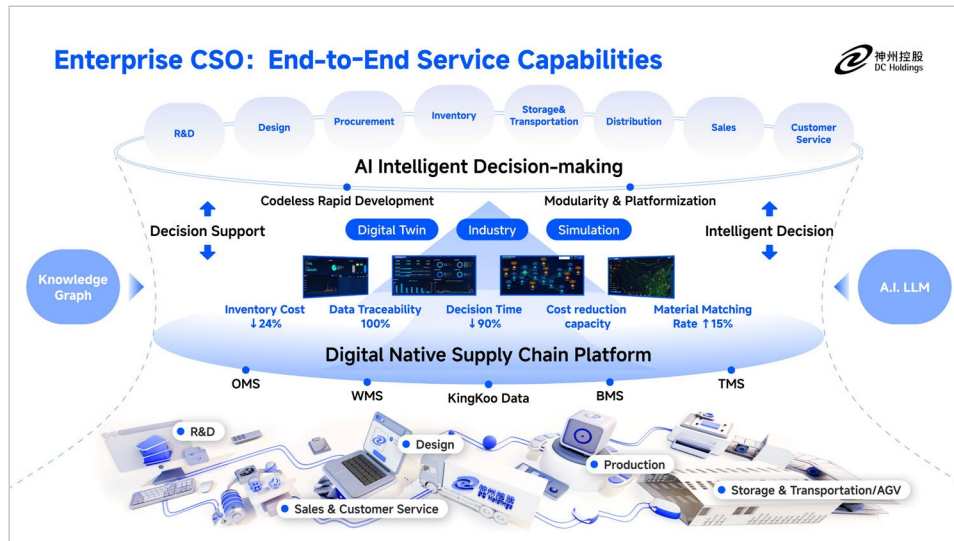 Enterprise CSO: End-to-End Service Capabilities
神州控股
DC Holdings
R&D
Design
Procurement
Inventory
Storage&
Transportation
Distribution
Sales
Customer
Service
AI Intelligent Decision-making
Codeless Rapid Development
Modularity & Platformization
Decision Support
Digital Twin
Industry
Simulation
Intelligent Decision
Knowledge
Graph
A.I. LLM
Inventory Cost
↓24%
Data Traceability
100%
Decision Time
↓90%
Cost reduction
capacity
Material Matching
Rate ↑15%
Digital Native Supply Chain Platform
OMS
WMS
KingKoo Data
BMS
TMS
R&D
Design
Production
Storage & Transportation/AGV
Sales & Customer Service
神州控股